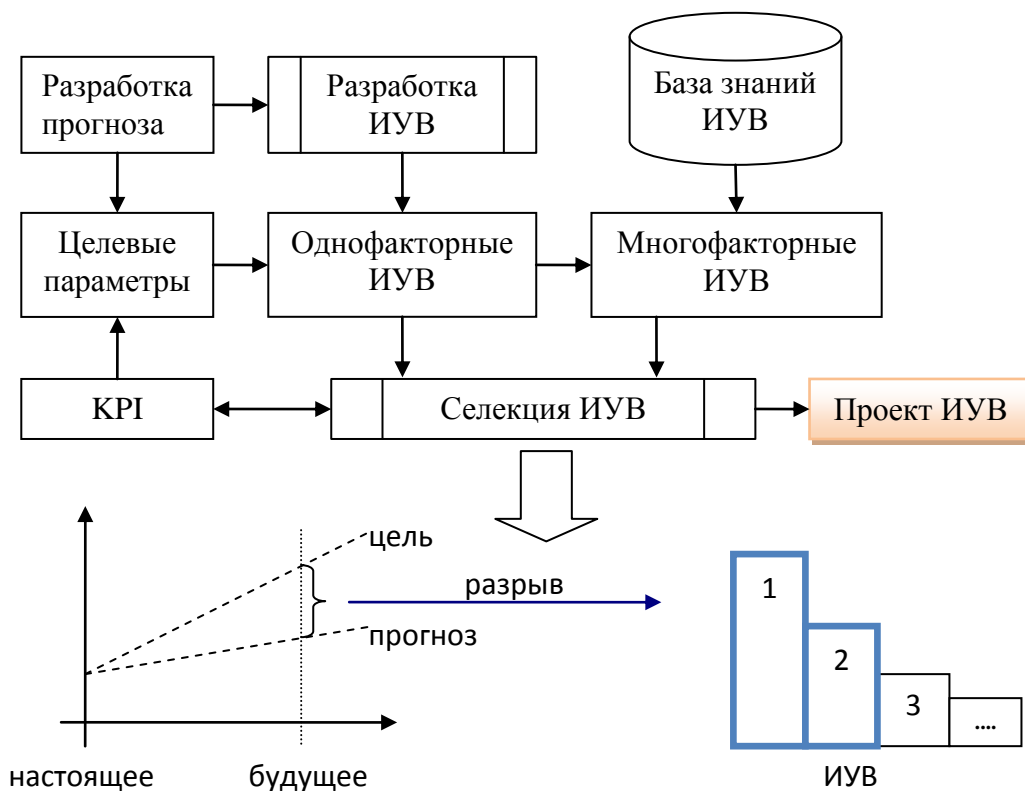 Разработка
прогноза
Разработка
ИУВ
База знаний
ИУВ
Целевые
параметры
Однофакторные
ИУВ
Многофакторные
ИУВ
KPI
Селекция ИУВ
Проект ИУВ
цель
разрыв
прогноз
1
2
3
....
настоящее
будущее
ИУВ